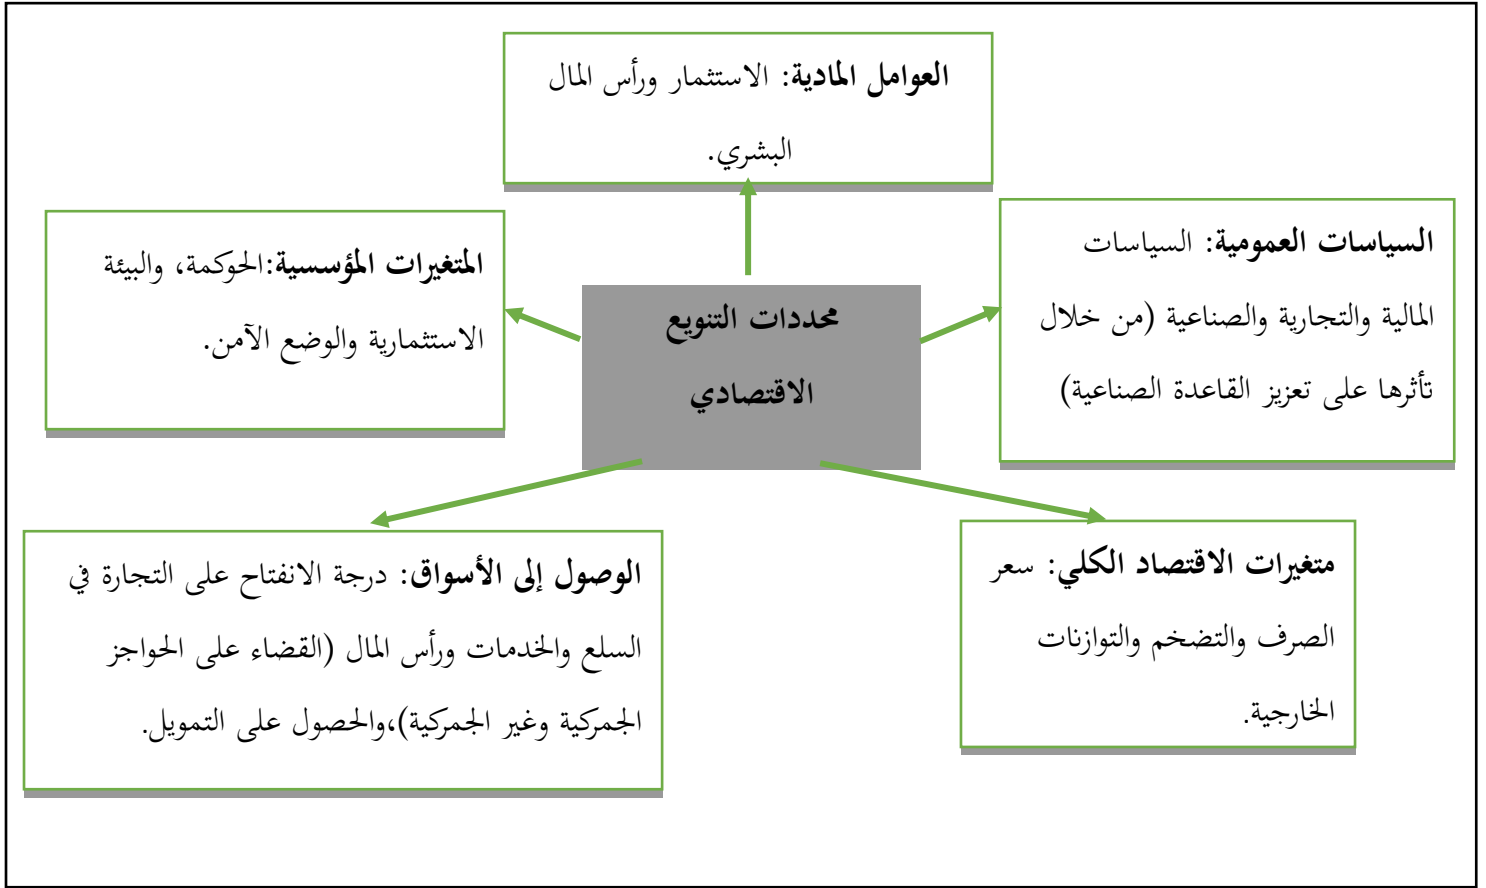 العوامل المادية: الاستثمار ورأس المال
البشري.
السياسات العمومية: السياسات
المالية والتجارية والصناعية (من خلال
تأثرها على تعزيز القاعدة الصناعية)
المتغيرات المؤسسية:الحوكمة، والبيئة
الاستثمارية والوضع الآمن.
محددات التنويع
الاقتصادي
متغيرات الاقتصاد الكلي: سعر
الصرف والتضخم والتوازنات
الخارجية.
الوصول إلى الأسواق: درجة الانفتاح على التجارة في
السلع والخدمات ورأس المال (القضاء على الحواجز
الجمركية وغير الجمركية)،والحصول على التمويل.